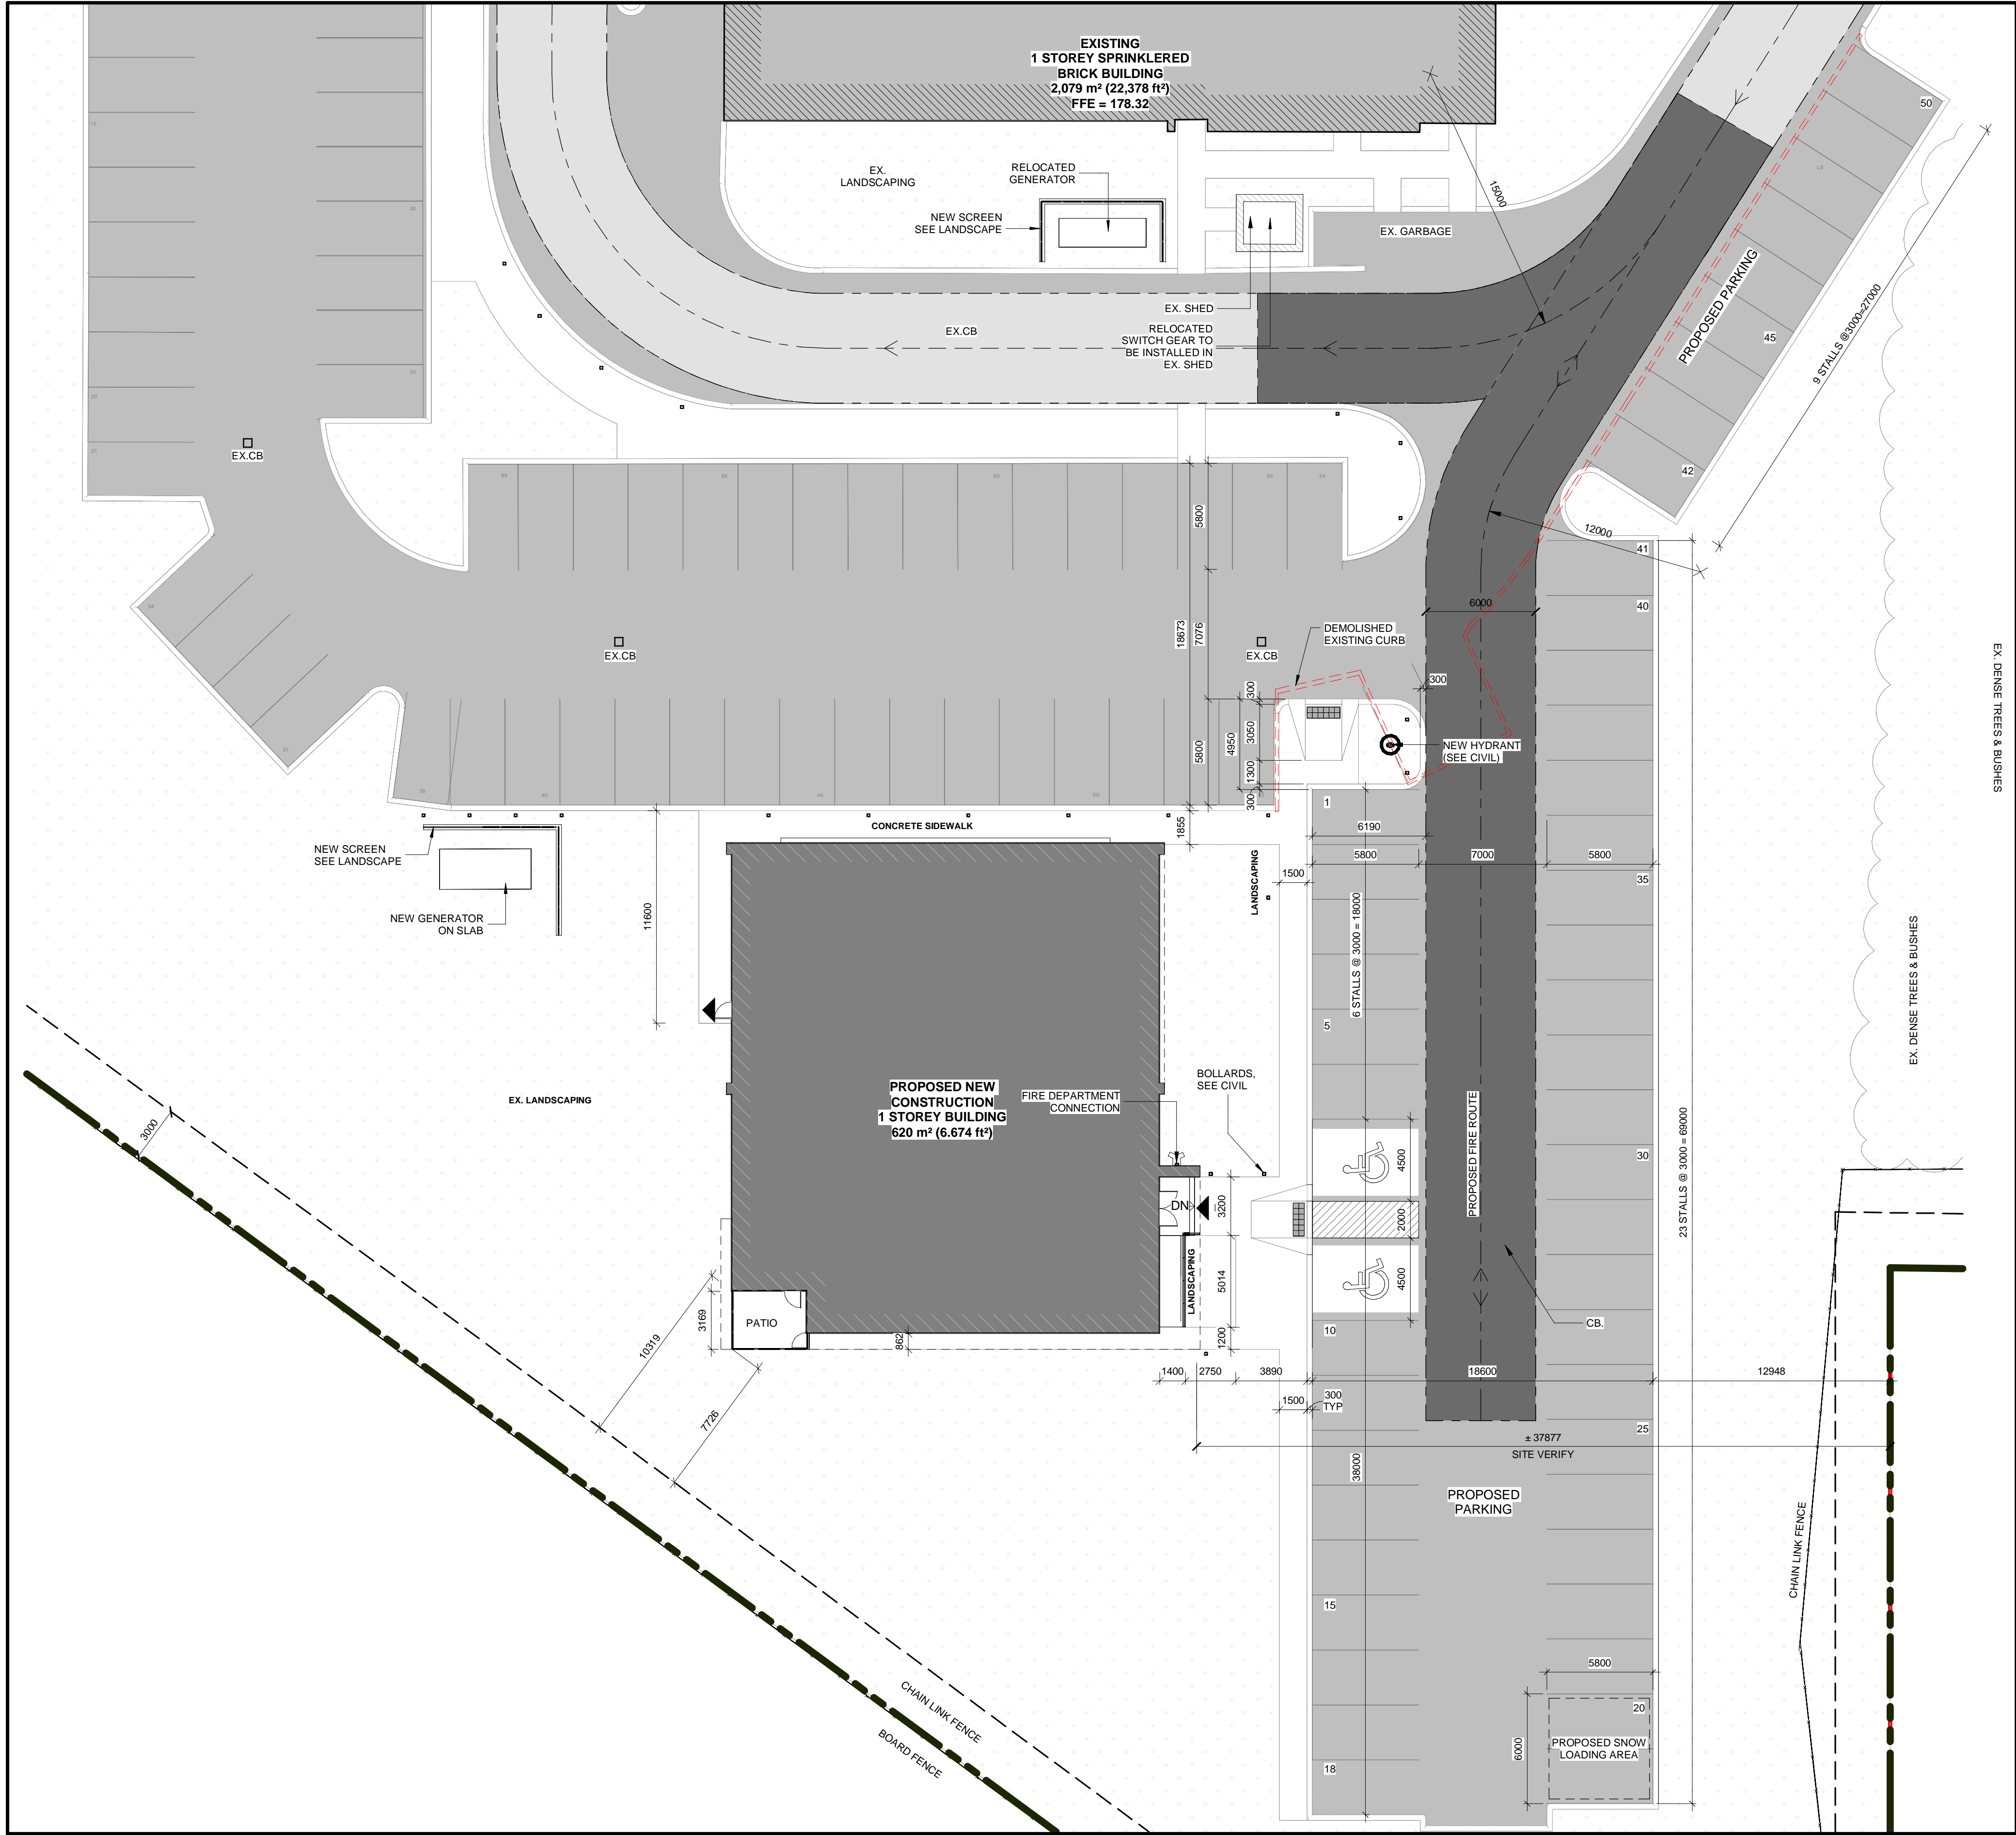 EXISTING
1 STOREY SPRINKLERED
BRICK BUILDING
2,079 m² (22,378 ft²)
FFE = 178.32
50
EX.
LANDSCAPING
RELOCATED
GENERATOR
NEW SCREEN
SEE LANDSCAPE
EX. GARBAGE
15000
PROPOSED PARKING
9 STALLS @3000=27000
EX. SHED
RELOCATED
SWITCH GEAR TO
BE INSTALLED IN
EX. SHED
EX.CB
45
42
EX.CB
5800
12000
41
40
6000
18673
7076
DEMOLISHED
EXISTING CURB
EX.CB
EX.CB
300
300
3050
4950
5800
1300
300
NEW HYDRANT
(SEE CIVIL)
EX. DENSE TREES & BUSHES
1
CONCRETE SIDEWALK
1855
6190
5800
7000
5800
NEW SCREEN
SEE LANDSCAPE
NEW GENERATOR
ON SLAB
11600
LANDSCAPING
1500
35
6 STALLS @ 3000 = 18000
EX. DENSE TREES & BUSHES
5
EX. LANDSCAPING
PROPOSED NEW
CONSTRUCTION
1 STOREY BUILDING
620 m² (6.674 ft²)
FIRE DEPARTMENT
CONNECTION
BOLLARDS,
SEE CIVIL
3000
PROPOSED FIRE ROUTE
4500
30
23 STALLS @ 3000 = 69000
DN
3200
2000
LANDSCAPING
5014
4500
PATIO
3169
10319
862
1200
10
CB.
1400
2750
3890
18600
12948
7726
1500
300
TYP
25
± 37877
SITE VERIFY
38000
PROPOSED
PARKING
CHAIN LINK FENCE
15
5800
20
6000
PROPOSED SNOW
LOADING AREA
18
CHAIN LINK FENCE
BOARD FENCE